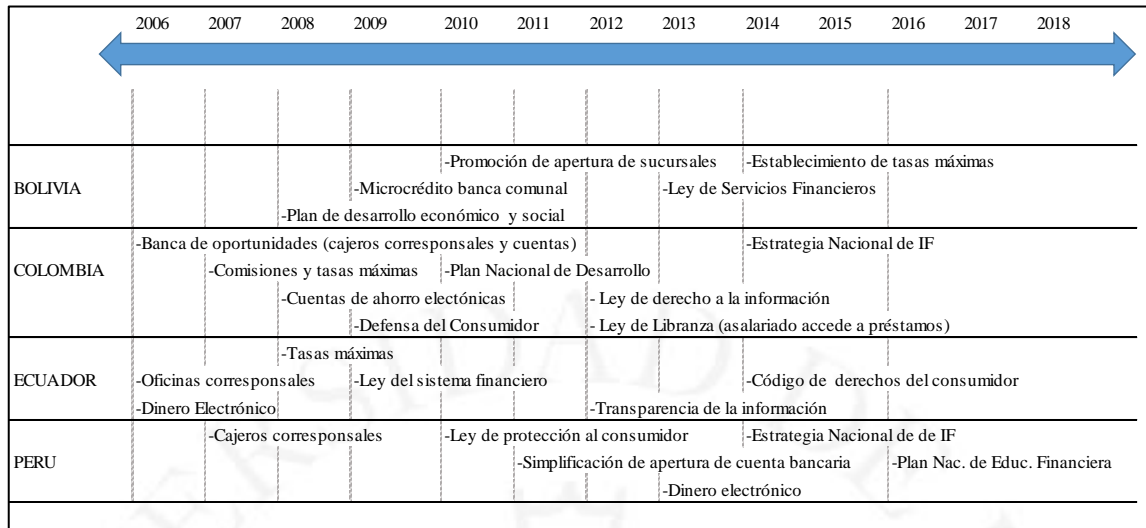 2006 2007 2008 2009 2010 2011 2012 2013 2014 2015 2016 2017 2018
-Promoción de apertura de sucursales -Establecimiento de tasas máximas
BOLIVIA -Microcrédito banca comunal -Ley de Servicios Financieros
-Plan de desarrollo económico y social
-Banca de oportunidades (cajeros corresponsales y cuentas) -Estrategia Nacional de IF
COLOMBIA -Comisiones y tasas máximas -Plan Nacional de Desarrollo
-Cuentas de ahorro electónicas - Ley de derecho a la información
-Defensa del Consumidor - Ley de Libranza (asalariado accede a préstamos)
-Tasas máximas
ECUADOR -Oficinas corresponsales -Ley del sistema financiero -Código de derechos del consumidor
-Dinero Electrónico -Transparencia de la información
-Cajeros corresponsales -Ley de protección al consumidor -Estrategia Nacional de de IF
PERU -Simplificación de apertura de cuenta bancaria -Plan Nac. de Educ. Financiera
-Dinero electrónico